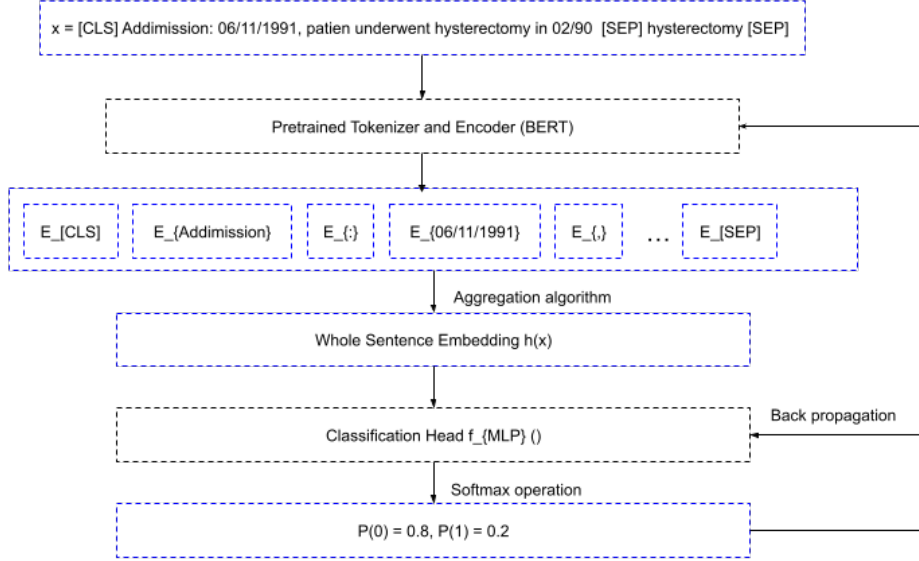 x = [CLS] Addimission: 06/11/1991, patien underwent hysterectomy in 02/90 [SEP] hysterectomy [SEP]
Pretrained Tokenizer and Encoder (BERT)
E_[CLS] E_{Addimission} E_{:} E_{06/11/1991} E_{,} ... E_[SEP]
Aggregation algorithm
Whole Sentence Embedding h(x)
Classification Head f_{MLP} ()
Back propagation
Softmax operation
P(0) = 0.8, P(1) = 0.2